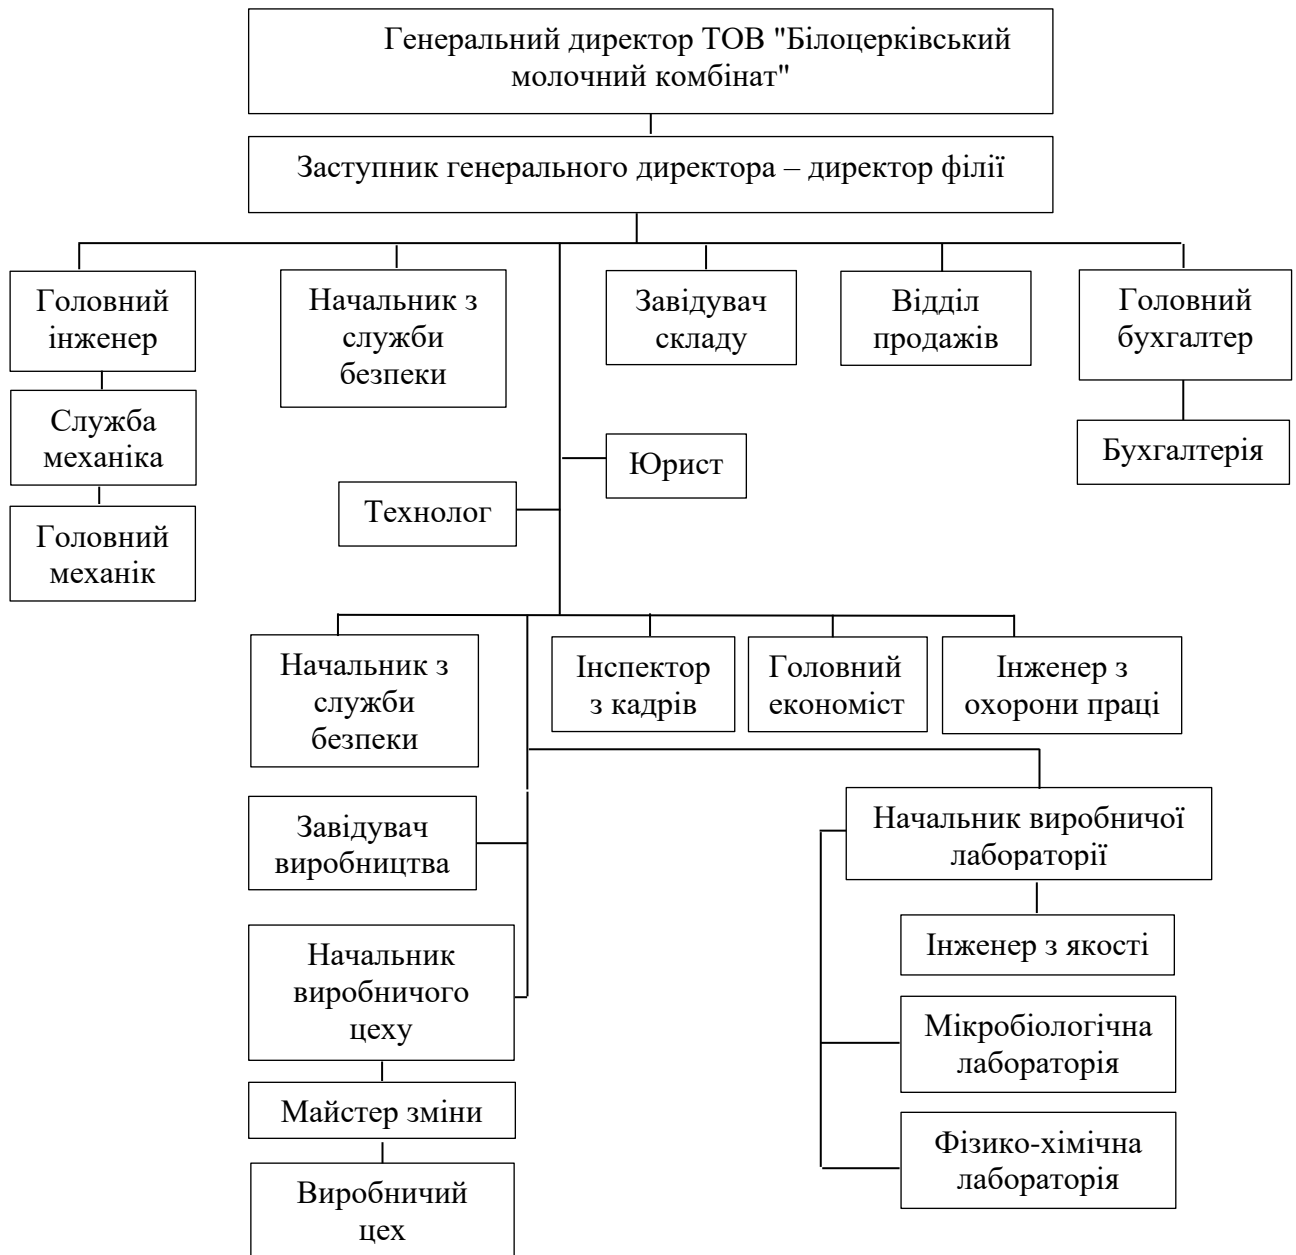 Генеральний директор ТОВ "Білоцерківський
молочний комбінат"
Заступник генерального директора – директор філії
Головний
інженер
Начальник з
служби
безпеки
Завідувач
складу
Відділ
продажів
Головний
бухгалтер
Служба
механіка
Бухгалтерія
Юрист
Технолог
Головний
механік
Начальник з
служби
безпеки
Інспектор
з кадрів
Головний
економіст
Інженер з
охорони праці
Завідувач
виробництва
Начальник виробничої
лабораторії
Начальник
виробничого
цеху
Інженер з якості
Мікробіологічна
лабораторія
Майстер зміни
Фізико-хімічна
лабораторія
Виробничий
цех